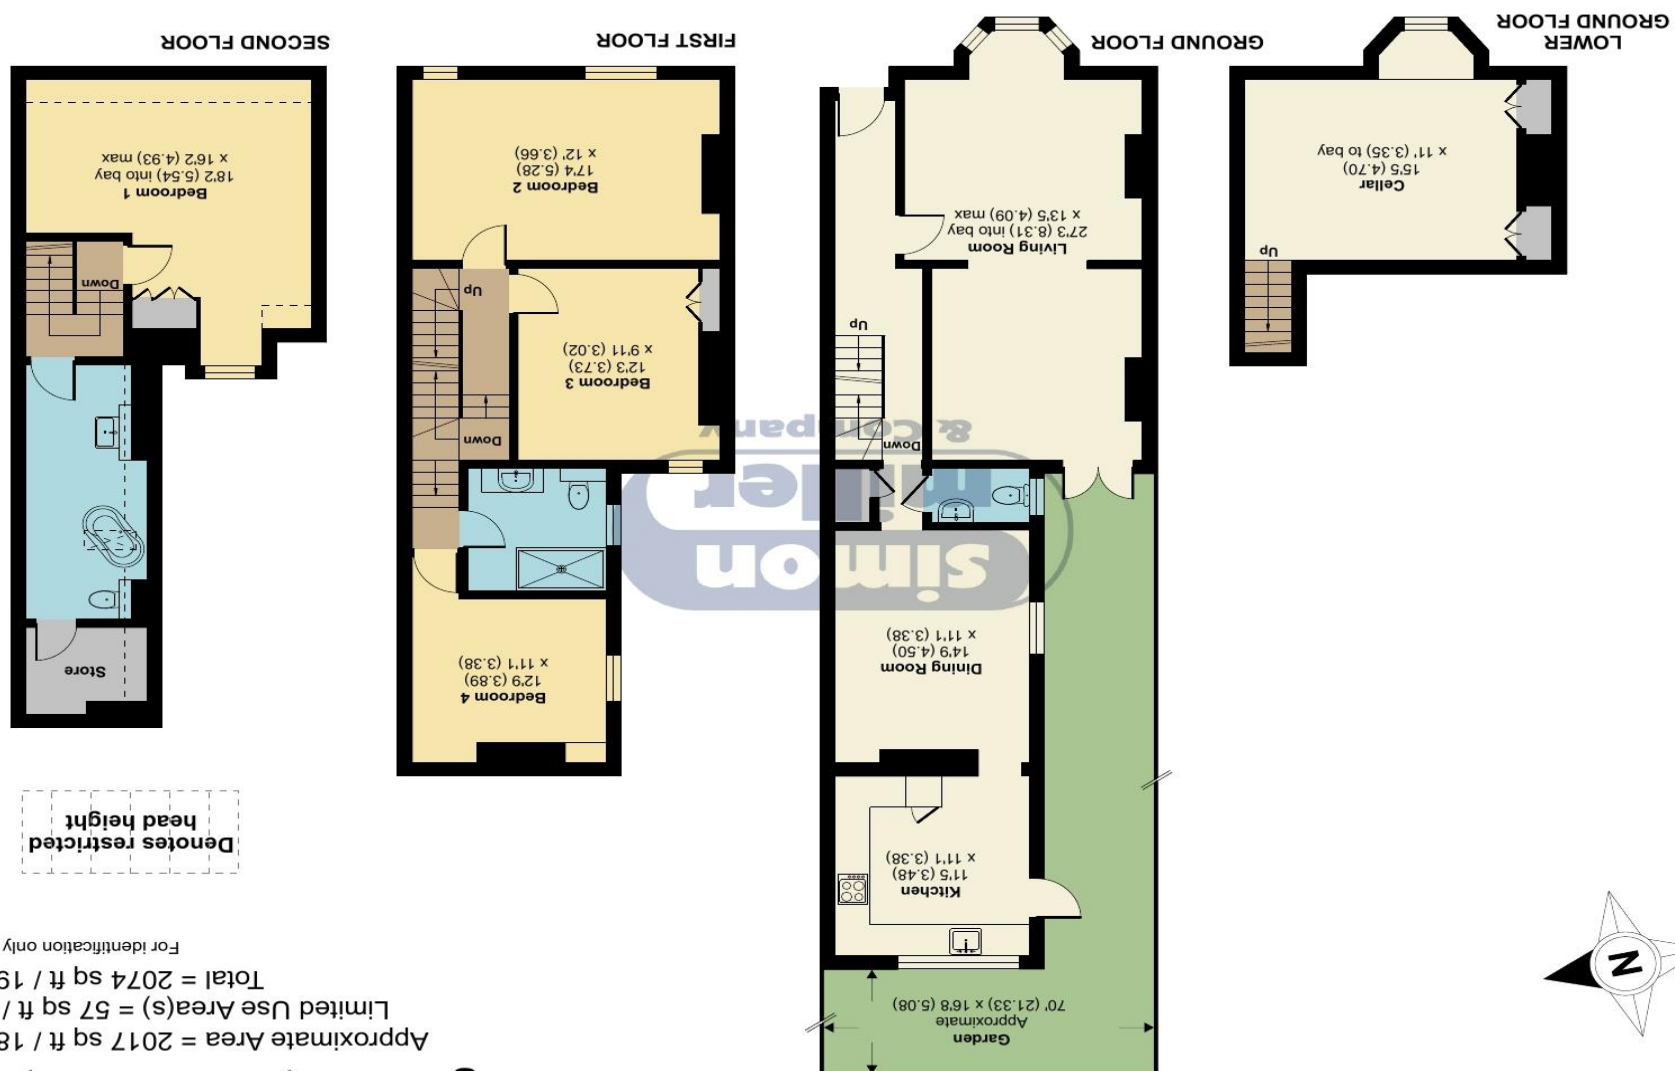 Approximate Area = 2017 sq ft / 18
Limited Use Area(s) = 57 sq ft /
Total = 2074 sq ft / 19
For identification only
N
Denotes restricted
head height
Garden
Approximate
70' (21.33) x 16'8 (5.08)
Kitchen
11'5 (3.48)
x 11'1 (3.38)
Dining Room
14'9 (4.50)
x 11'1 (3.38)
Down
Up
Living Room
27'3 (8.31) into bay
x 13'5 (4.09) max
GROUND FLOOR
Up
Cellar
15'5 (4.70)
x 11' (3.35) to bay
LOWER
GROUND FLOOR
Bedroom 4
12'9 (3.89)
x 11'1 (3.38)
Down
Bedroom 3
12'3 (3.73)
x 9'11 (3.02)
Up
Bedroom 2
17'4 (5.28)
x 12' (3.66)
FIRST FLOOR
Store
Down
Bedroom 1
18'2 (5.54) into bay
x 16'2 (4.93) max
SECOND FLOOR
simon
miller
& Company